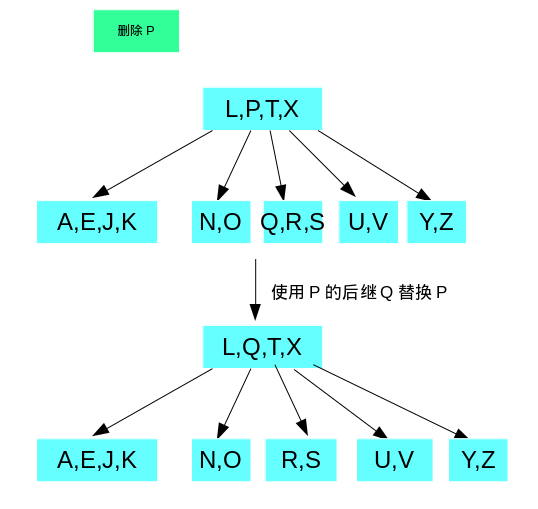 删除 P
L,P,T,X
A,E,J,K
N,O
Q,R,S
U,V
Y,Z
使用 P 的后继 Q 替换 P
L,Q,T,X
A,E,J,K
N,O
R,S
U,V
Y,Z